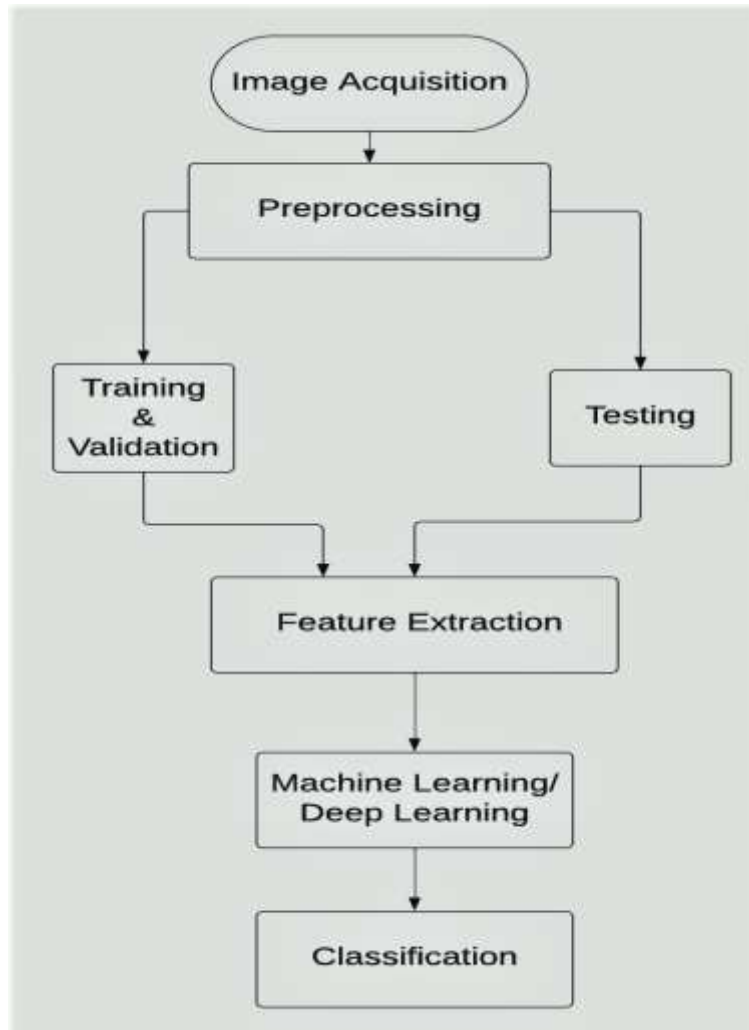 Image Acquisition
Preprocessing
Training
&
Validation
Testing
Feature Extraction
Machine Learning/
Deep Learning
Classification